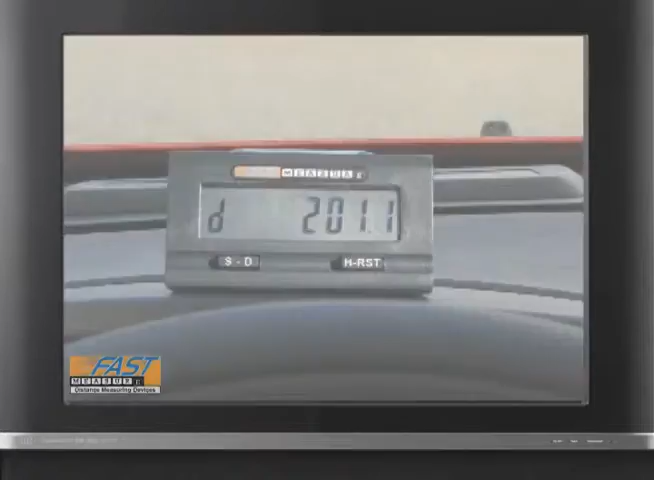 MEASURE
d 201.1
S - D M-RST
FAST
MEASURE
Distance Measuring Devices